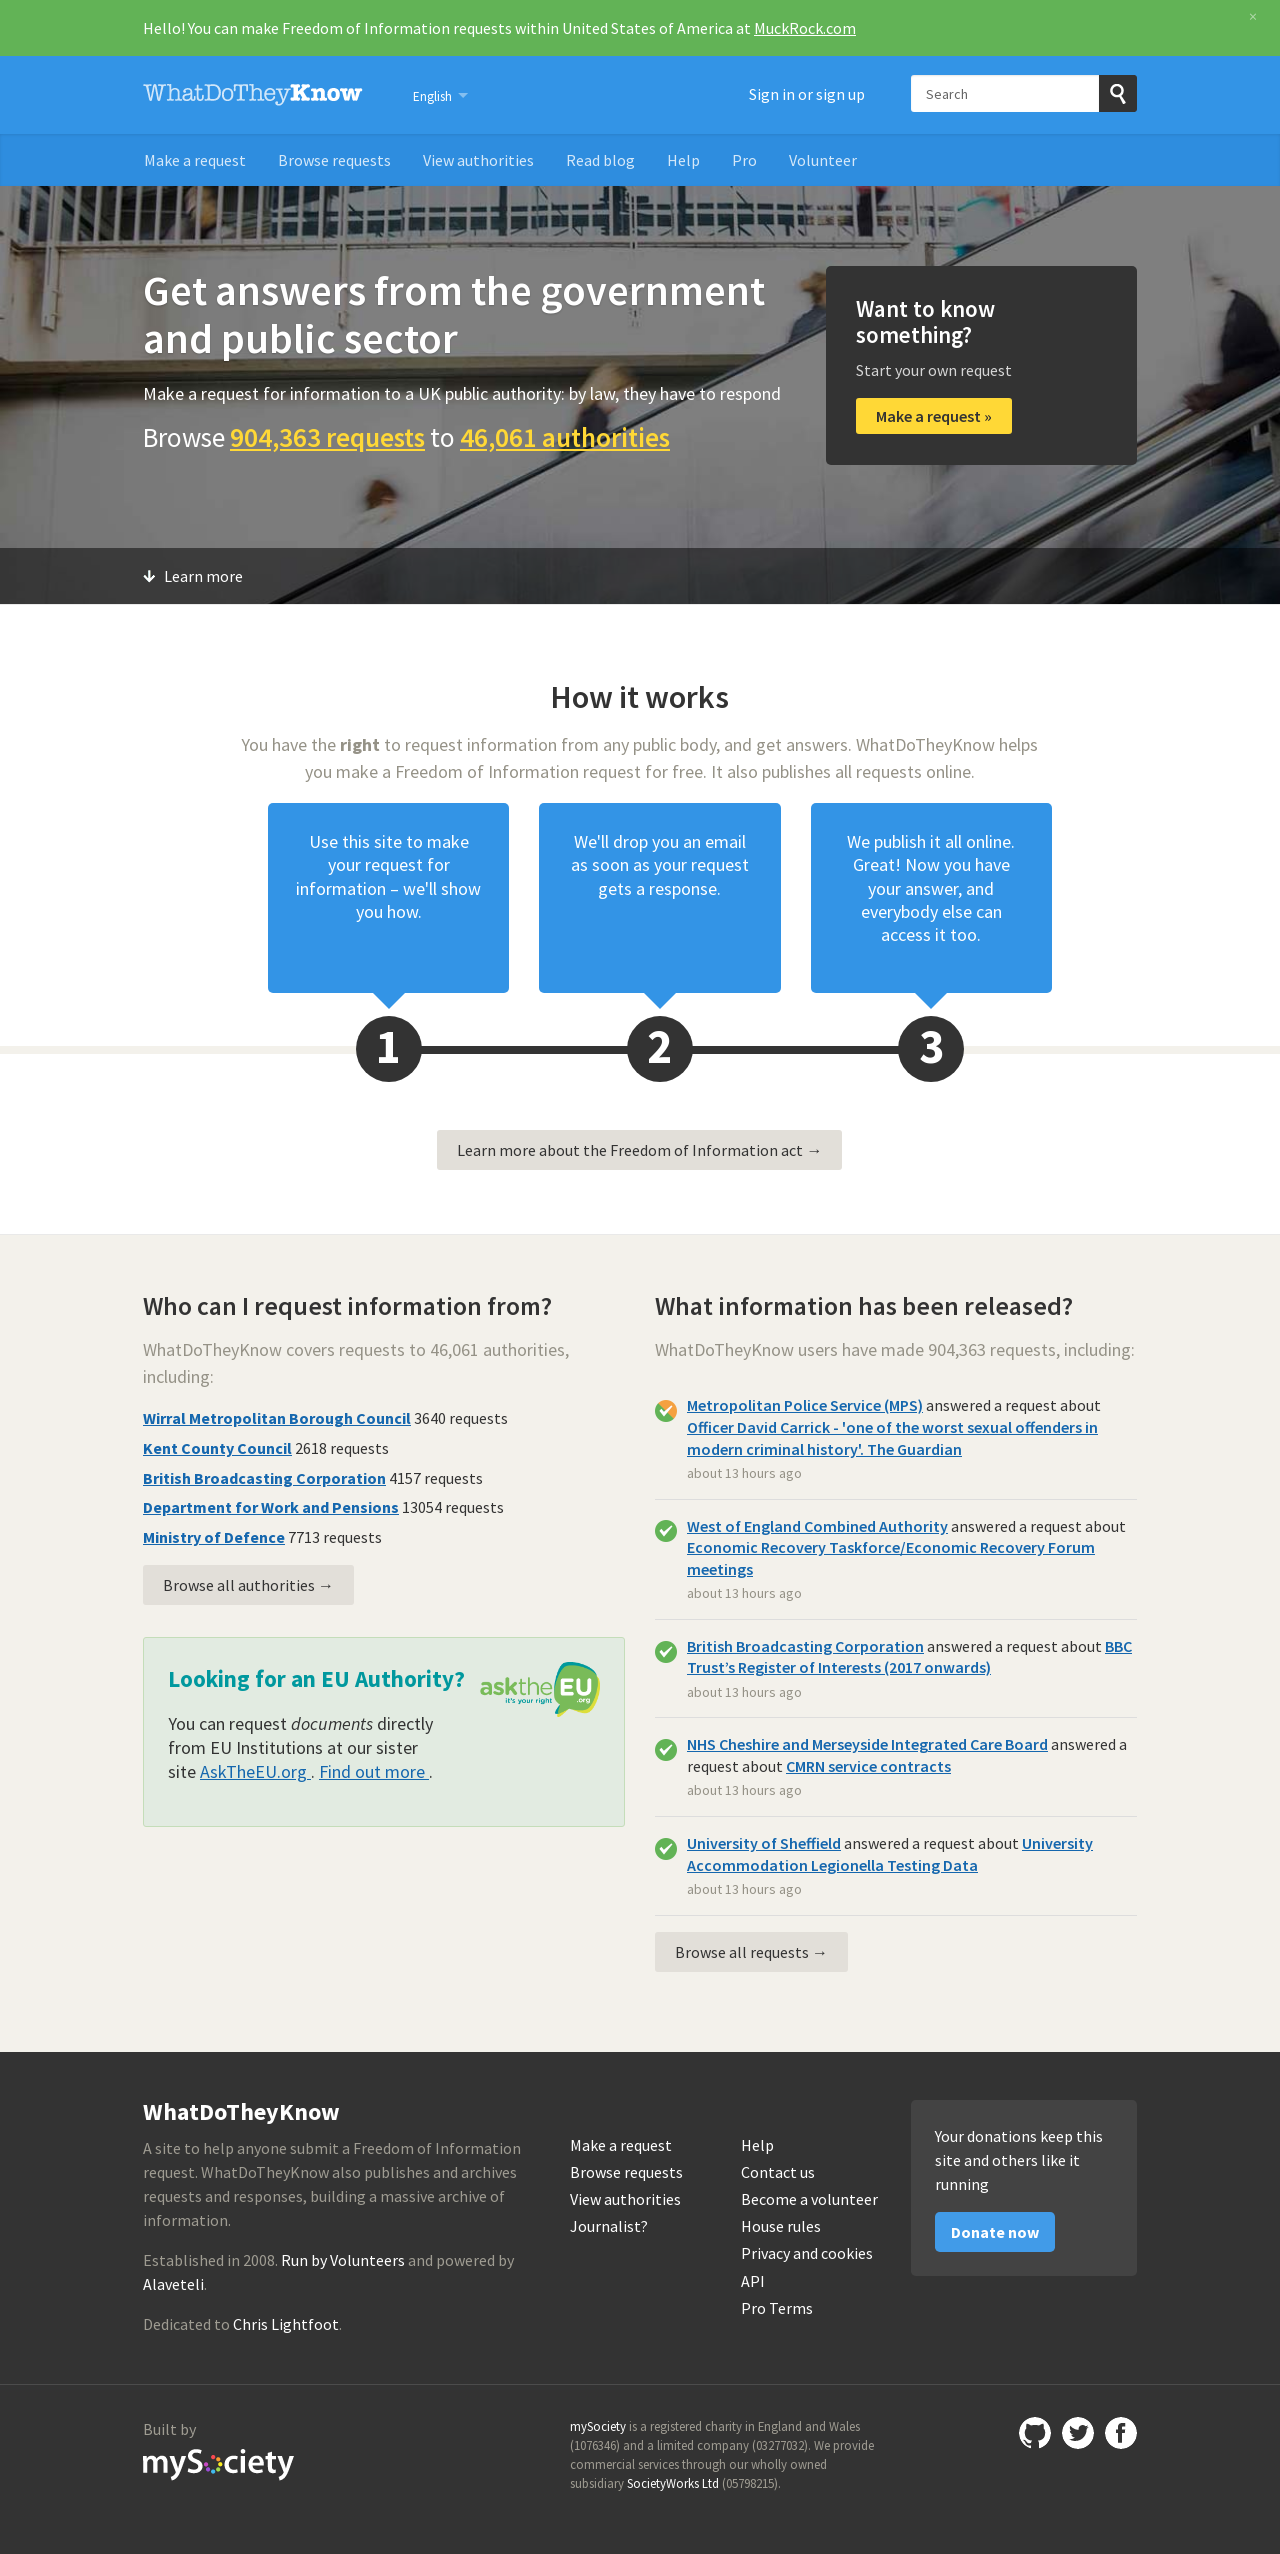 Hello! You can make Freedom of Information requests within United States of America at MuckRock.com
×
WhatDoTheyKnow
English
Sign in or sign up
Search
Make a request
Browse requests
View authorities
Read blog
Help
Pro
Volunteer
Get answers from the government
and public sector
Make a request for information to a UK public authority: by law, they have to respond
Browse 904,363 requests to 46,061 authorities
Want to know
something?
Start your own request
Make a request »
Learn more
How it works
You have the right to request information from any public body, and get answers. WhatDoTheyKnow helps
you make a Freedom of Information request for free. It also publishes all requests online.
Use this site to make
your request for
information – we'll show
you how.
We'll drop you an email
as soon as your request
gets a response.
We publish it all online.
Great! Now you have
your answer, and
everybody else can
access it too.
1
2
3
Learn more about the Freedom of Information act →
Who can I request information from?
WhatDoTheyKnow covers requests to 46,061 authorities,
including:
Wirral Metropolitan Borough Council 3640 requests
Kent County Council 2618 requests
British Broadcasting Corporation 4157 requests
Department for Work and Pensions 13054 requests
Ministry of Defence 7713 requests
Browse all authorities →
Looking for an EU Authority?
asktheEU.org
it's your right
You can request documents directly
from EU Institutions at our sister
site AskTheEU.org . Find out more .
What information has been released?
WhatDoTheyKnow users have made 904,363 requests, including:
Metropolitan Police Service (MPS) answered a request about
Officer David Carrick - 'one of the worst sexual offenders in
modern criminal history'. The Guardian
about 13 hours ago
West of England Combined Authority answered a request about
Economic Recovery Taskforce/Economic Recovery Forum
meetings
about 13 hours ago
British Broadcasting Corporation answered a request about BBC
Trust’s Register of Interests (2017 onwards)
about 13 hours ago
NHS Cheshire and Merseyside Integrated Care Board answered a
request about CMRN service contracts
about 13 hours ago
University of Sheffield answered a request about University
Accommodation Legionella Testing Data
about 13 hours ago
Browse all requests →
WhatDoTheyKnow
A site to help anyone submit a Freedom of Information
request. WhatDoTheyKnow also publishes and archives
requests and responses, building a massive archive of
information.
Established in 2008. Run by Volunteers and powered by
Alaveteli.
Dedicated to Chris Lightfoot.
Make a request
Browse requests
View authorities
Journalist?
Help
Contact us
Become a volunteer
House rules
Privacy and cookies
API
Pro Terms
Your donations keep this
site and others like it
running
Donate now
Built by
mySociety
mySociety is a registered charity in England and Wales
(1076346) and a limited company (03277032). We provide
commercial services through our wholly owned
subsidiary SocietyWorks Ltd (05798215).